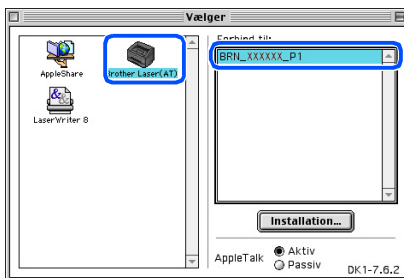 Vælger
Forbind til:
AppleShare
Brother Laser(AT)
BRN_XXXXXX_P1
LaserWriter 8
Installation...
AppleTalk
Aktiv
Passiv
DK1-7.6.2